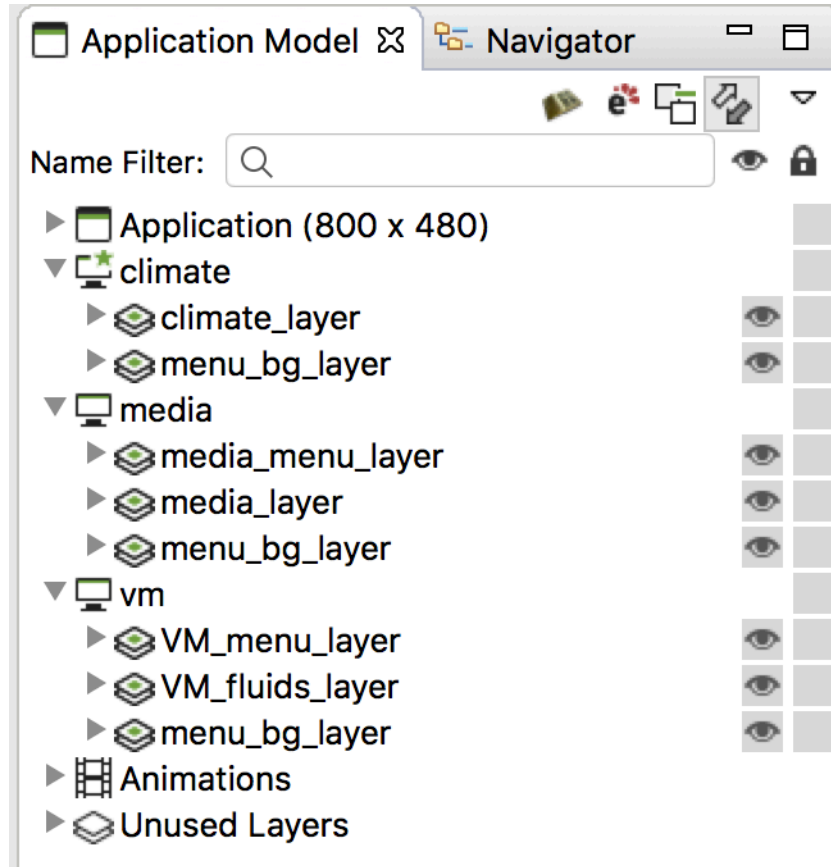 Application Model Navigator
Name Filter:
Application (800 x 480)
climate
climate_layer
menu_bg_layer
media
media_menu_layer
media_layer
menu_bg_layer
vm
VM_menu_layer
VM_fluids_layer
menu_bg_layer
Animations
Unused Layers